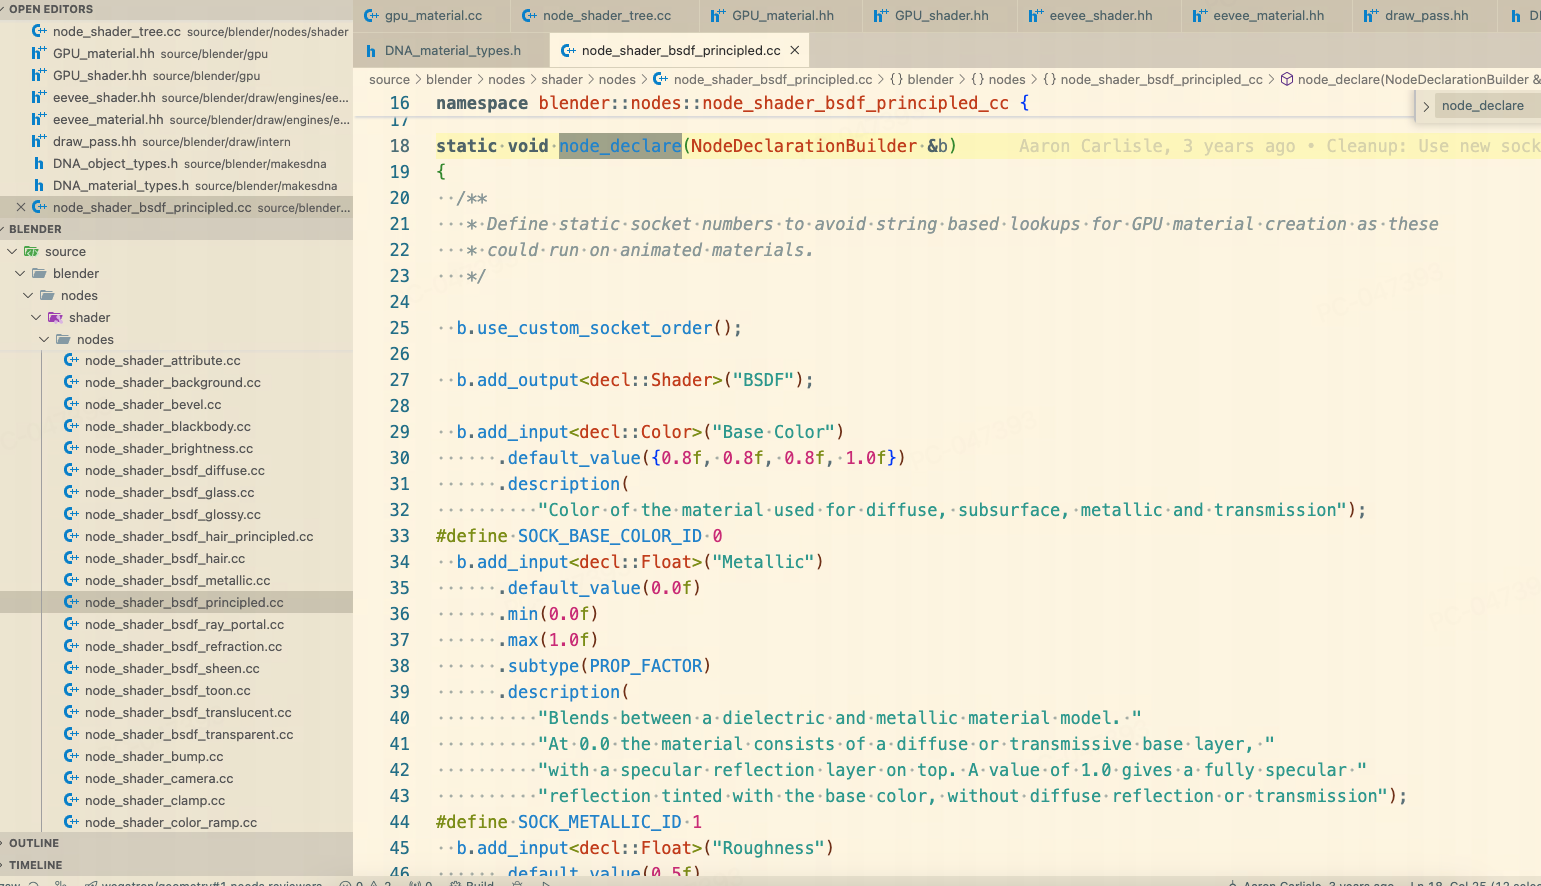 OPEN EDITORS
node_shader_tree.cc source/blender/nodes/shader
GPU_material.hh source/blender/gpu
GPU_shader.hh source/blender/gpu
eevee_shader.hh source/blender/draw/engines/ee...
eevee_material.hh source/blender/draw/engines/e...
draw_pass.hh source/blender/draw/intern
DNA_object_types.h source/blender/makesdna
DNA_material_types.h source/blender/makesdna
node_shader_bsdf_principled.cc source/blender...
BLENDER
source
blender
nodes
shader
nodes
node_shader_attribute.cc
node_shader_background.cc
node_shader_bevel.cc
node_shader_blackbody.cc
node_shader_brightness.cc
node_shader_bsdf_diffuse.cc
node_shader_bsdf_glass.cc
node_shader_bsdf_glossy.cc
node_shader_bsdf_hair_principled.cc
node_shader_bsdf_hair.cc
node_shader_bsdf_metallic.cc
node_shader_bsdf_principled.cc
node_shader_bsdf_ray_portal.cc
node_shader_bsdf_refraction.cc
node_shader_bsdf_sheen.cc
node_shader_bsdf_toon.cc
node_shader_bsdf_translucent.cc
node_shader_bsdf_transparent.cc
node_shader_bump.cc
node_shader_camera.cc
node_shader_clamp.cc
node_shader_color_ramp.cc
OUTLINE
TIMELINE
gpu_material.cc node_shader_tree.cc GPU_material.hh GPU_shader.hh eevee_shader.hh eevee_material.hh draw_pass.hh
DNA_material_types.h node_shader_bsdf_principled.cc
source > blender > nodes > shader > nodes > node_shader_bsdf_principled.cc > {} blender > {} nodes > {} node_shader_bsdf_principled_cc > node_declare(NodeDeclarationBuilder &
node_declare
16 namespace blender::nodes::node_shader_bsdf_principled_cc {
17
18 static void node_declare(NodeDeclarationBuilder &b) Aaron Carlisle, 3 years ago • Cleanup: Use new sock
19 {
20 /**
21 * Define static socket numbers to avoid string based lookups for GPU material creation as these
22 * could run on animated materials.
23 */
24
25 b.use_custom_socket_order();
26
27 b.add_output<decl::Shader>("BSDF");
28
29 b.add_input<decl::Color>("Base Color")
30 .default_value({0.8f, 0.8f, 0.8f, 1.0f})
31 .description(
32 "Color of the material used for diffuse, subsurface, metallic and transmission");
33 #define SOCK_BASE_COLOR_ID 0
34 b.add_input<decl::Float>("Metallic")
35 .default_value(0.0f)
36 .min(0.0f)
37 .max(1.0f)
38 .subtype(PROP_FACTOR)
39 .description(
40 "Blends between a dielectric and metallic material model. "
41 "At 0.0 the material consists of a diffuse or transmissive base layer, "
42 "with a specular reflection layer on top. A value of 1.0 gives a fully specular "
43 "reflection tinted with the base color, without diffuse reflection or transmission");
44 #define SOCK_METALLIC_ID 1
45 b.add_input<decl::Float>("Roughness")
46 .default_value(0.5f)